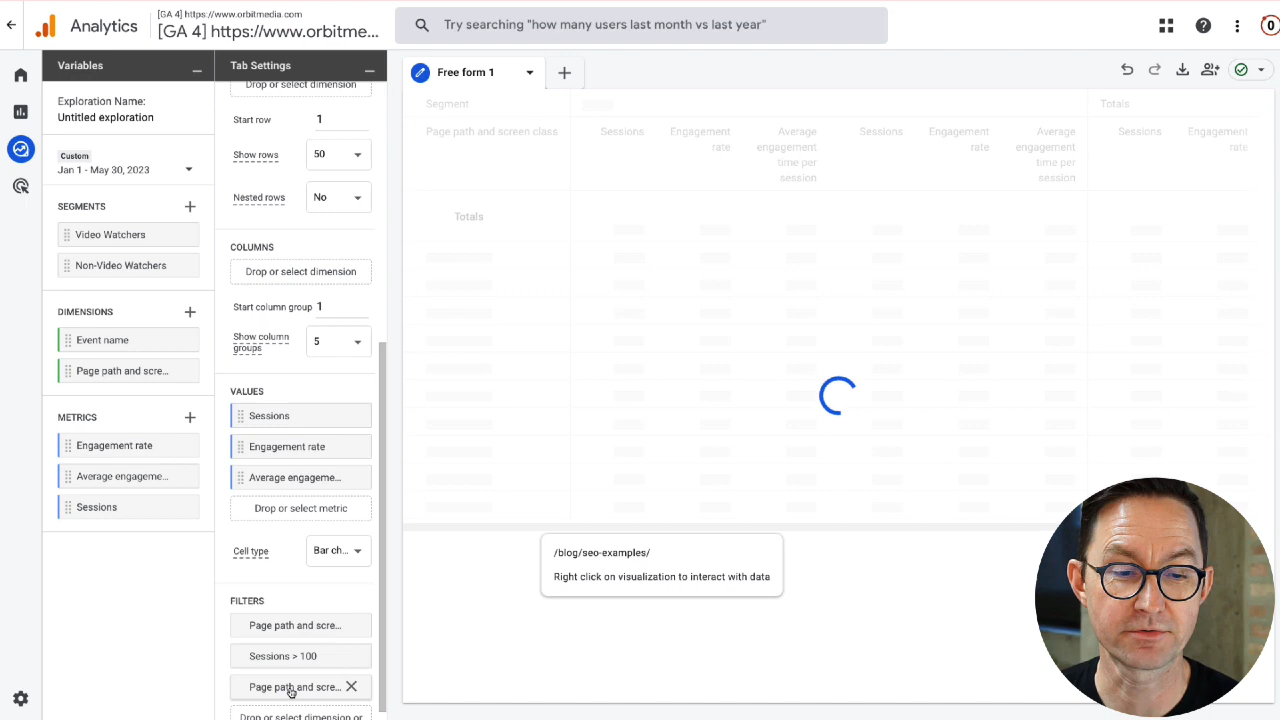 Analytics
[GA 4] https://www.orbitmedia.com
[GA 4] https://www.orbitme...
Try searching "how many users last month vs last year"
Variables
Exploration Name:
Untitled exploration
Custom
Jan 1 - May 30, 2023
SEGMENTS
Video Watchers
Non-Video Watchers
DIMENSIONS
Event name
Page path and scre...
METRICS
Engagement rate
Average engageme...
Sessions
Tab Settings
Drop or select dimension
Start row 1
Show rows 50
Nested rows No
COLUMNS
Drop or select dimension
Start column group 1
Show column
groups 5
VALUES
Sessions
Engagement rate
Average engageme...
Drop or select metric
Cell type Bar ch...
FILTERS
Page path and scre...
Sessions > 100
Page path and scre...
Drop or select dimension or
Free form 1
Segment
Totals
Page path and screen class
Sessions
Engagement
rate
Average
engagement
time per
session
Sessions
Engagement
rate
Average
engagement
time per
session
Sessions
Engagement
rate
Totals
/blog/seo-examples/
Right click on visualization to interact with data